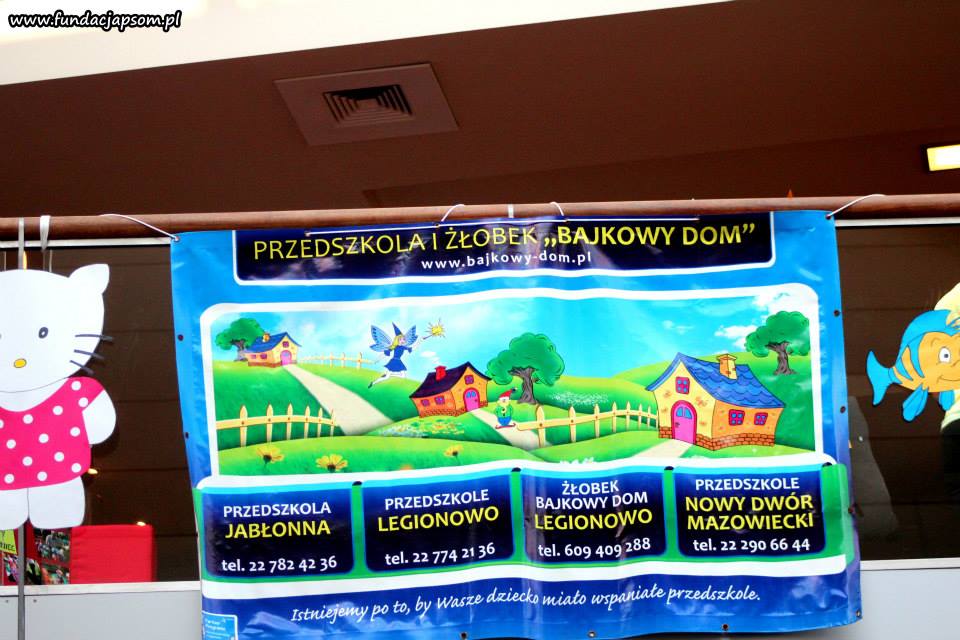 www.fundacjapsom.pl
PRZEDSZKOLA I ŻŁOBEK „BAJKOWY DOM”
www.bajkowy-dom.pl
PRZEDSZKOLA
JABŁONNA
tel. 22 782 42 36
PRZEDSZKOLE
LEGIONOWO
tel. 22 774 21 36
ŻŁOBEK
BAJKOWY DOM
LEGIONOWO
tel. 609 409 288
PRZEDSZKOLE
NOWY DWÓR
MAZOWIECKI
tel. 22 290 66 44
Istniejemy po to, by Wasze dziecko miało wspaniałe przedszkole.